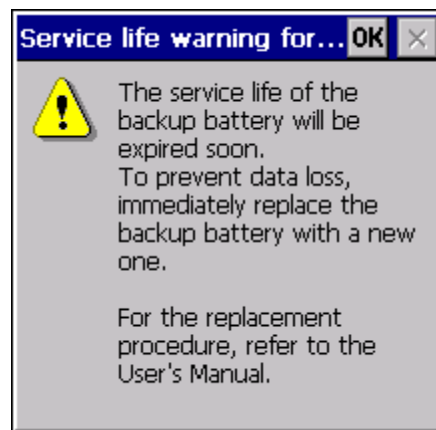 Service life warning for... OK ×
The service life of the
backup battery will be
expired soon.
To prevent data loss,
immediately replace the
backup battery with a new
one.
For the replacement
procedure, refer to the
User's Manual.